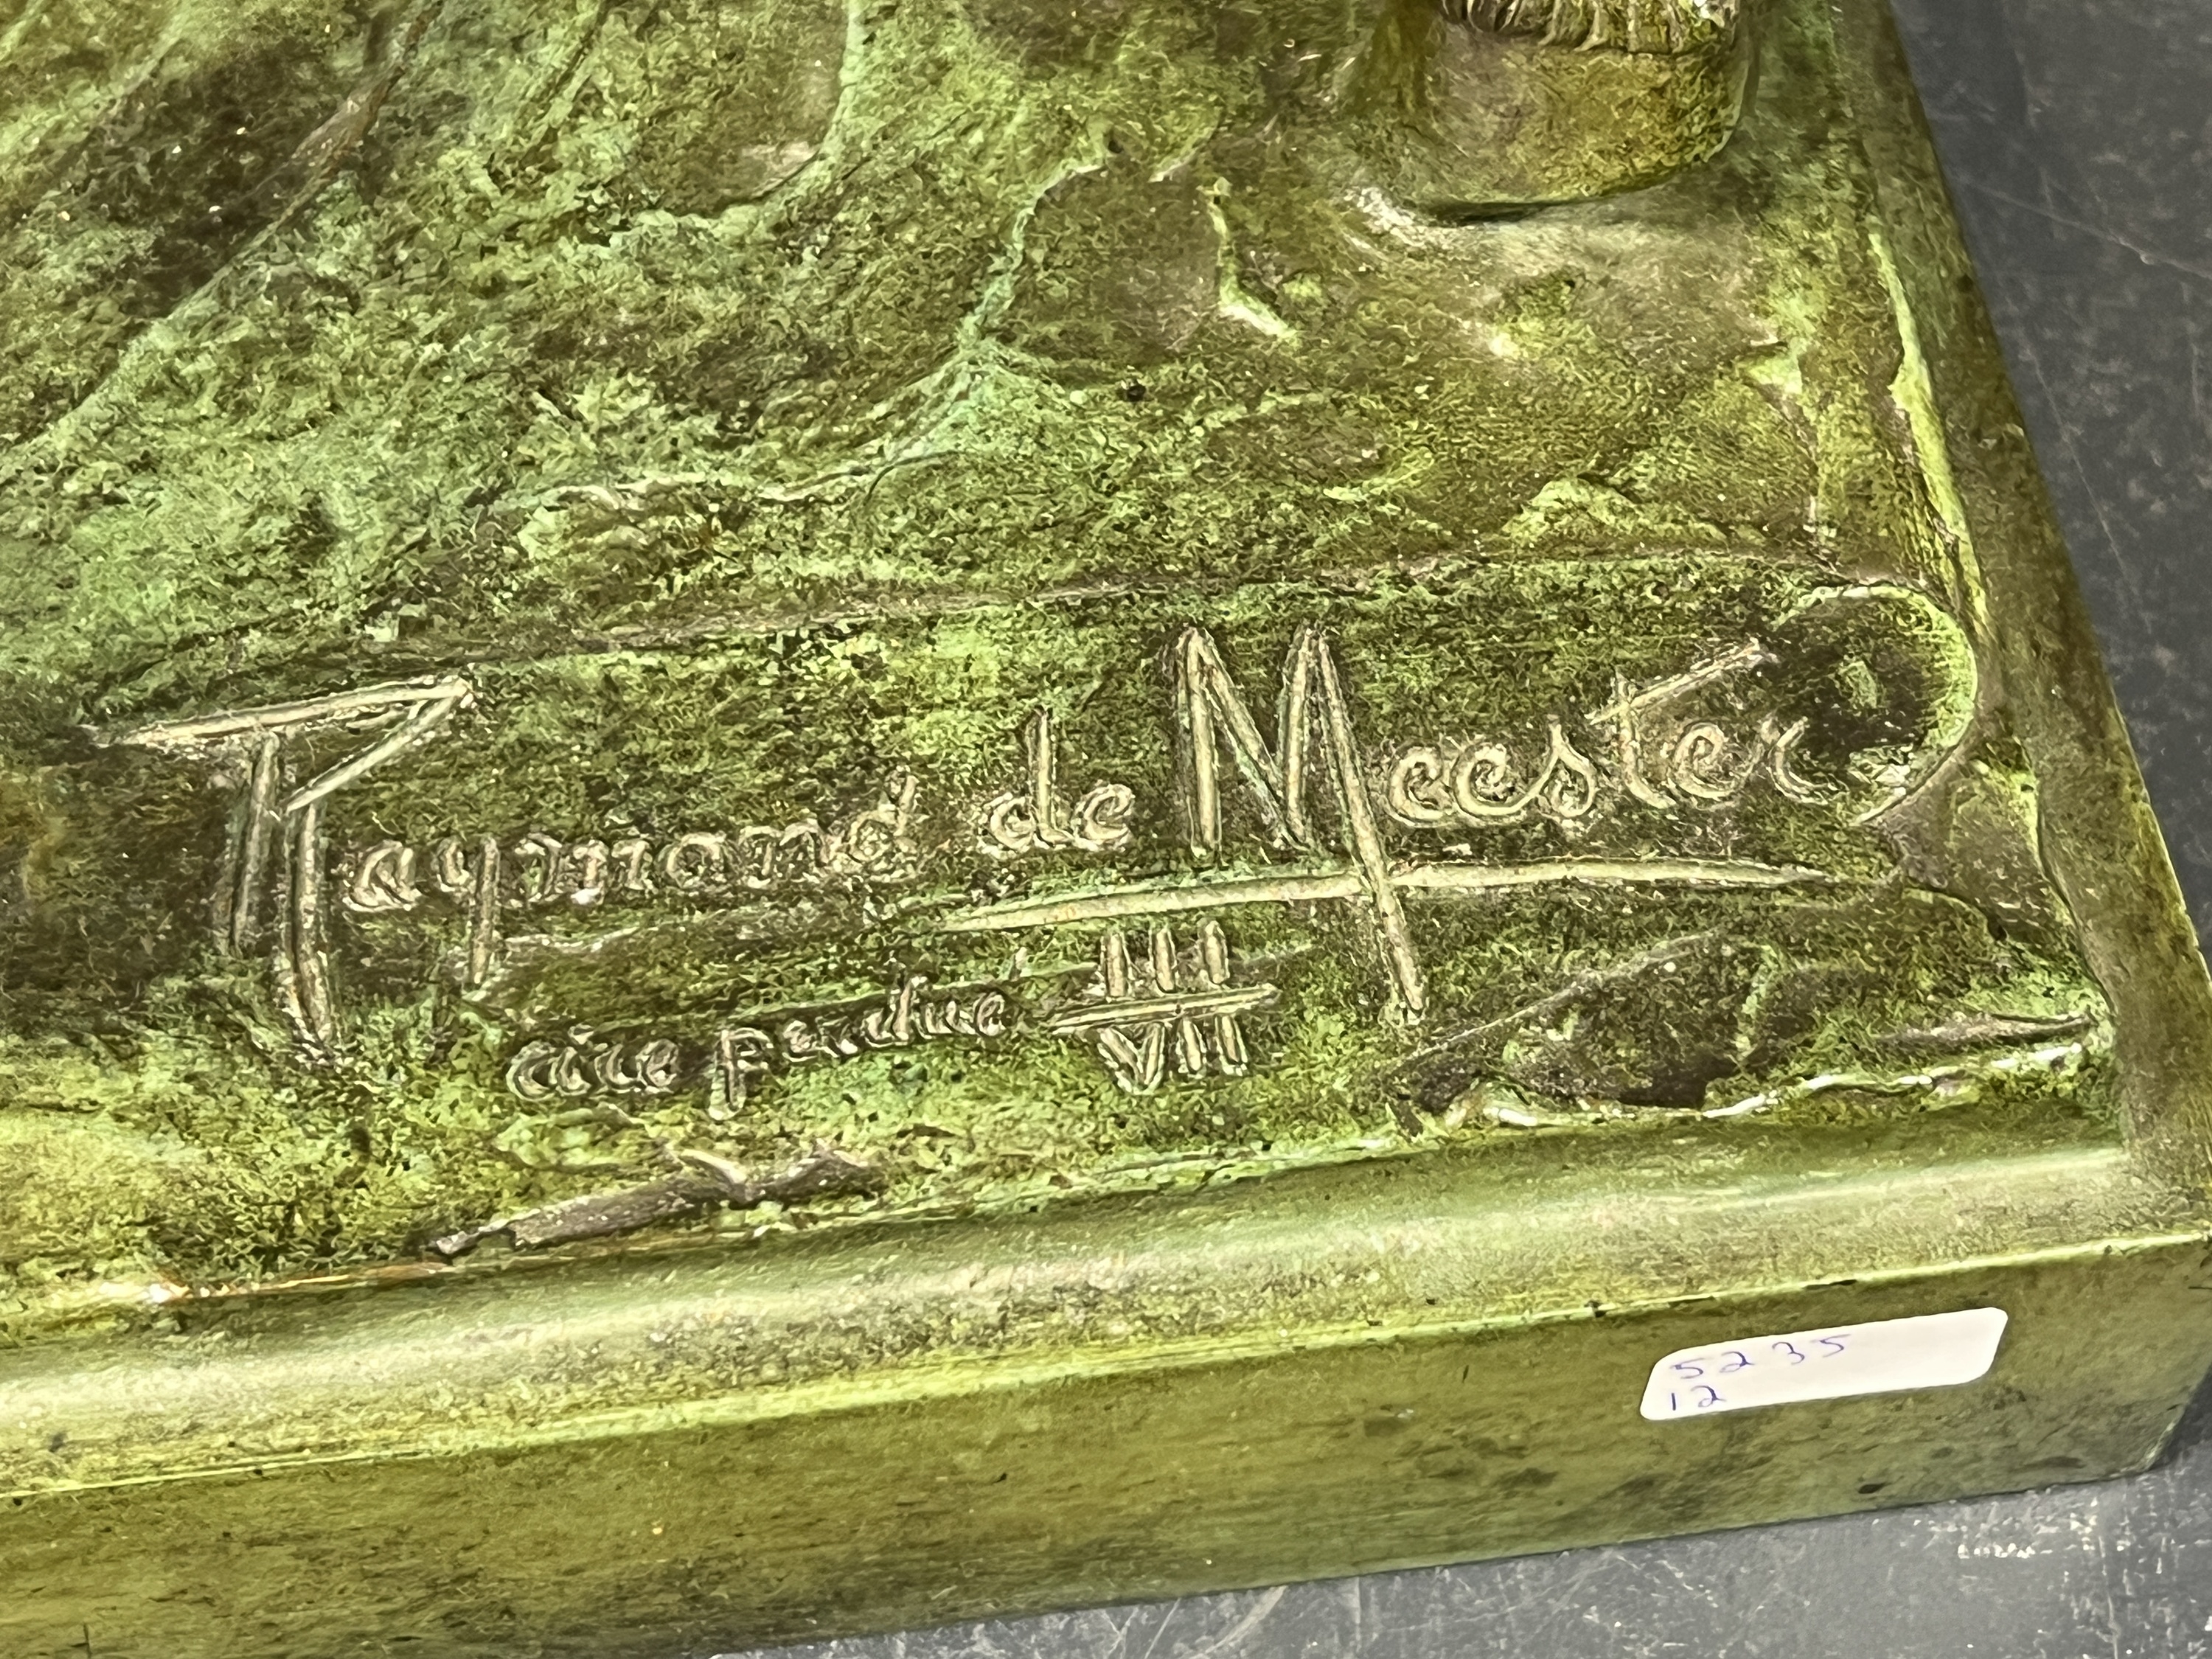 Raymond de Meester
cire perdue III
VII
5235
12